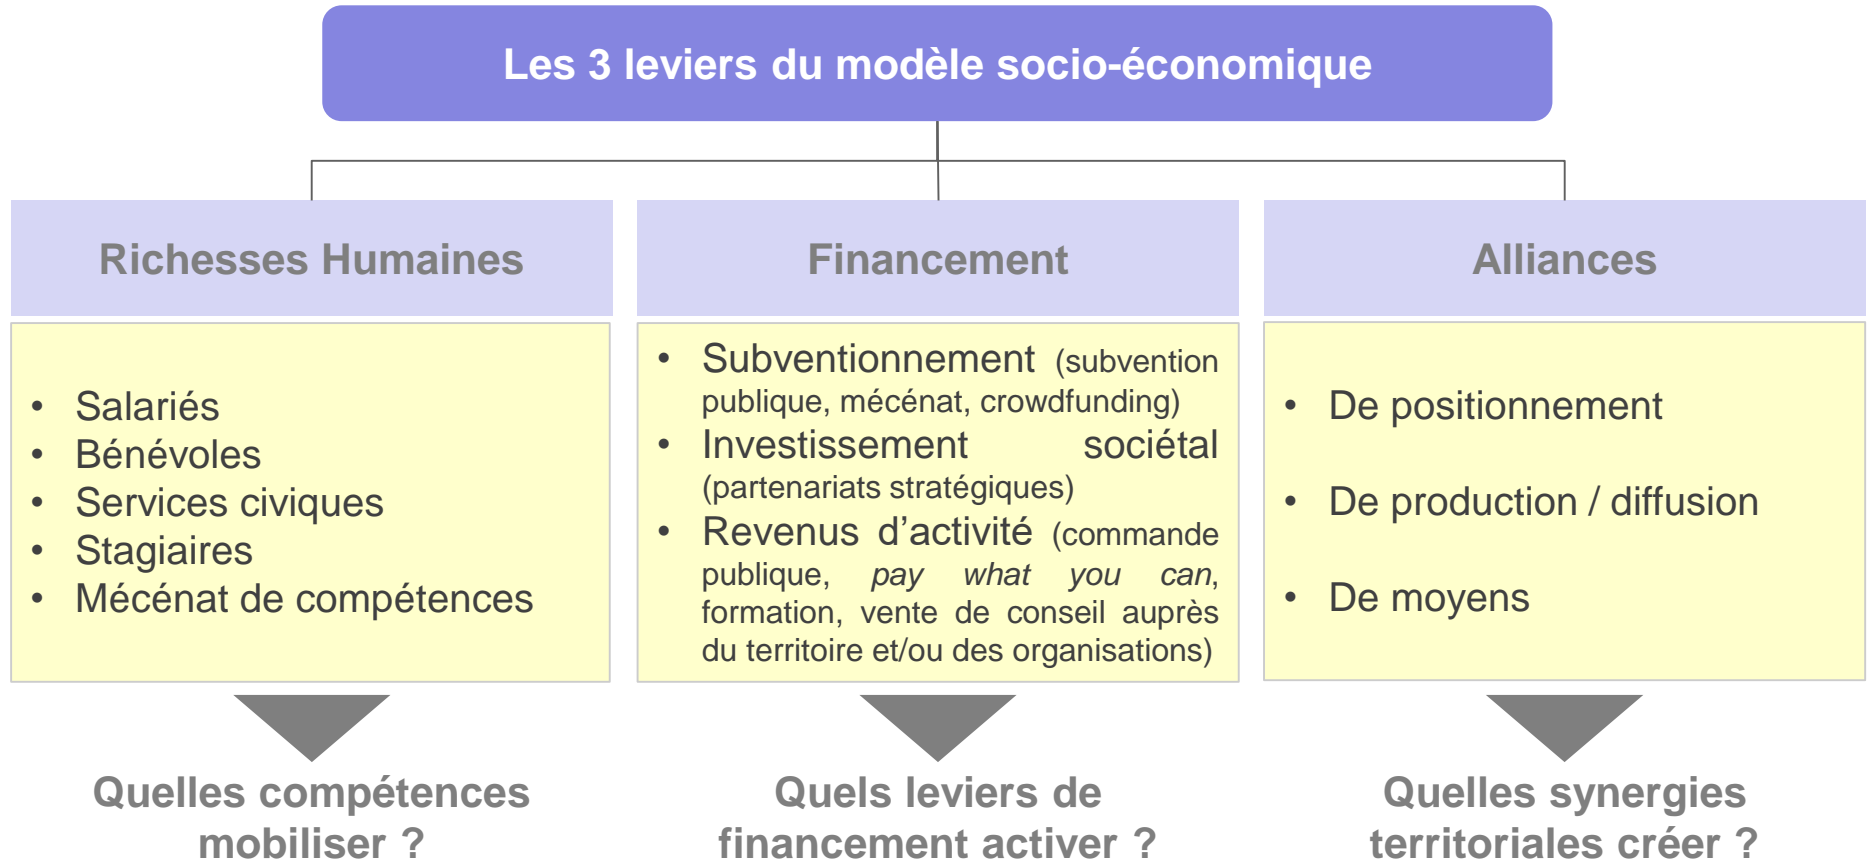 Les 3 leviers du modèle socio-économique
Richesses Humaines
• Salariés
• Bénévoles
• Services civiques
• Stagiaires
• Mécénat de compétences
Quelles compétences
mobiliser ?
Financement
• Subventionnement (subvention
publique, mécénat, crowdfunding)
• Investissement sociétal
(partenariats stratégiques)
• Revenus d’activité (commande
publique, pay what you can,
formation, vente de conseil auprès
du territoire et/ou des organisations)
Quels leviers de
financement activer ?
Alliances
• De positionnement
• De production / diffusion
• De moyens
Quelles synergies
territoriales créer ?